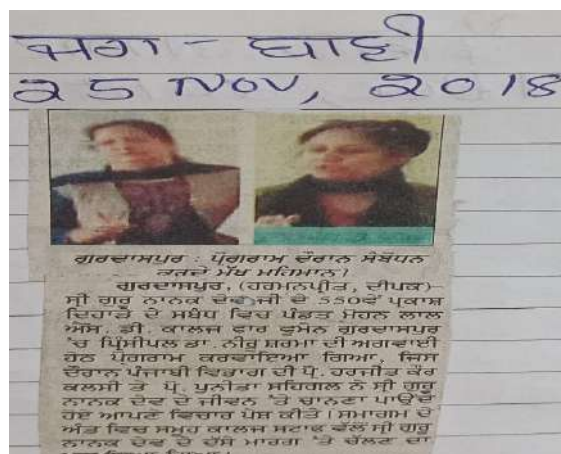 ਜਗ - ਬਾਣੀ
25 Nov, 2018
ਗੁਰਦਾਸਪੁਰ : ਪ੍ਰੋਗਰਾਮ ਦੌਰਾਨ ਸੰਬੋਧਨ
ਕਰਦੇ ਮੁੱਖ ਮਹਿਮਾਨ।
ਗੁਰਦਾਸਪੁਰ, (ਹਰਮਨਪ੍ਰੀਤ, ਦੀਪਕ)-
ਸ੍ਰੀ ਗੁਰੂ ਨਾਨਕ ਦੇਵ ਜੀ ਦੇ 550ਵੇਂ ਪ੍ਰਕਾਸ਼
ਦਿਹਾੜੇ ਦੇ ਸਬੰਧ ਵਿਚ ਪੰਡਤ ਮੋਹਨ ਲਾਲ
ਐੱਸ. ਡੀ. ਕਾਲਜ ਫਾਰ ਵੂਮੈਨ ਗੁਰਦਾਸਪੁਰ
'ਚ ਪ੍ਰਿੰਸੀਪਲ ਡਾ. ਨੀਰੂ ਸ਼ਰਮਾ ਦੀ ਅਗਵਾਈ
ਹੇਠ ਪ੍ਰੋਗਰਾਮ ਕਰਵਾਇਆ ਗਿਆ, ਜਿਸ
ਦੌਰਾਨ ਪੰਜਾਬੀ ਵਿਭਾਗ ਦੀ ਪ੍ਰੋ. ਹਰਜੀਤ ਕੌਰ
ਕਲਸੀ ਤੇ ਪ੍ਰੋ. ਪੁਨੀਤਾ ਸਹਿਗਲ ਨੇ ਸ੍ਰੀ ਗੁਰੂ
ਨਾਨਕ ਦੇਵ ਦੇ ਜੀਵਨ 'ਤੇ ਚਾਨਣਾ ਪਾਉਂਦੇ
ਹੋਏ ਆਪਣੇ ਵਿਚਾਰ ਪੇਸ਼ ਕੀਤੇ। ਸਮਾਗਮ ਦੇ
ਅੰਤ ਵਿਚ ਸਮੂਹ ਕਾਲਜ ਸਟਾਫ ਵੱਲੋਂ ਸ੍ਰੀ ਗੁਰੂ
ਨਾਨਕ ਦੇਵ ਦੇ ਦੱਸੇ ਮਾਰਗ 'ਤੇ ਚੱਲਣ ਦਾ